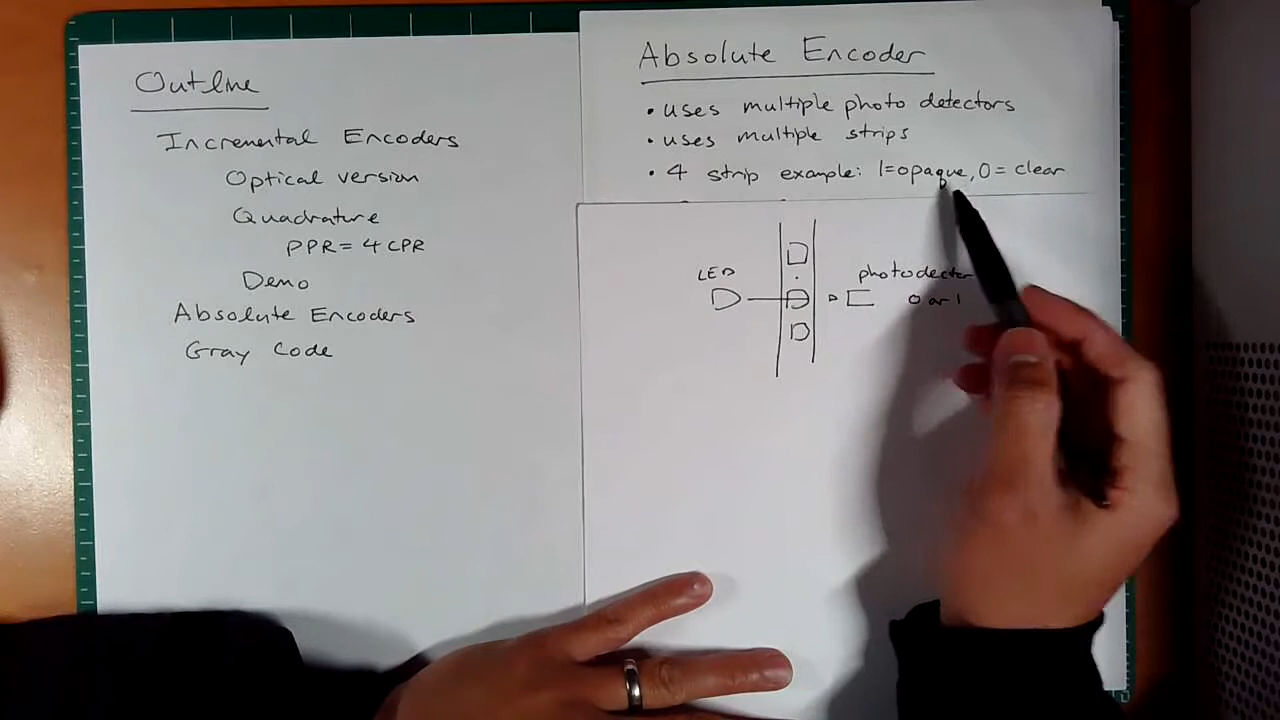 Outline
Incremental Encoders
Optical version
Quadrature
PPR = 4 CPR
Demo
Absolute Encoders
Gray Code
Absolute Encoder
• uses multiple photo detectors
• uses multiple strips
• 4 strip example: 1=opaque, 0= clear
LED
photodector
0 or 1